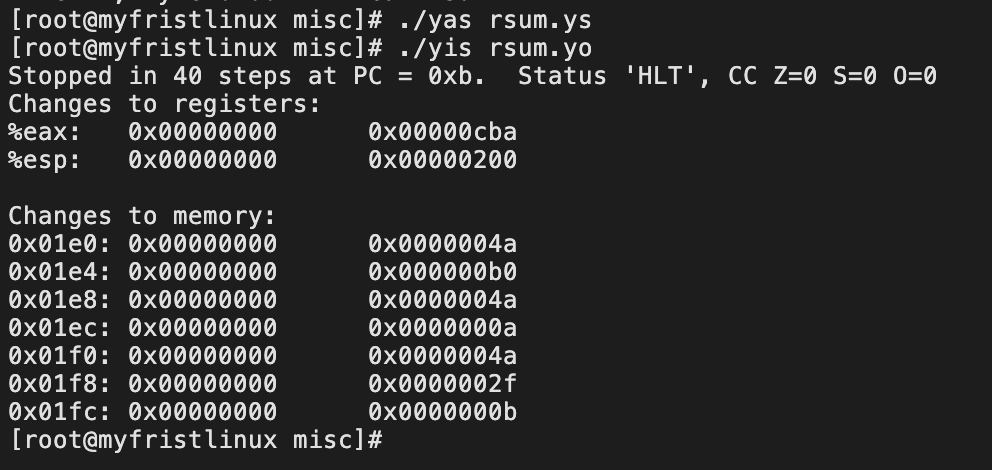 [root@myfristlinux misc]# ./yas rsum.ys
[root@myfristlinux misc]# ./yis rsum.yo
Stopped in 40 steps at PC = 0xb.  Status 'HLT', CC Z=0 S=0 O=0
Changes to registers:
%eax:   0x00000000      0x00000cba
%esp:   0x00000000      0x00000200

Changes to memory:
0x01e0: 0x00000000      0x0000004a
0x01e4: 0x00000000      0x000000b0
0x01e8: 0x00000000      0x0000004a
0x01ec: 0x00000000      0x0000000a
0x01f0: 0x00000000      0x0000004a
0x01f8: 0x00000000      0x0000002f
0x01fc: 0x00000000      0x0000000b
[root@myfristlinux misc]#